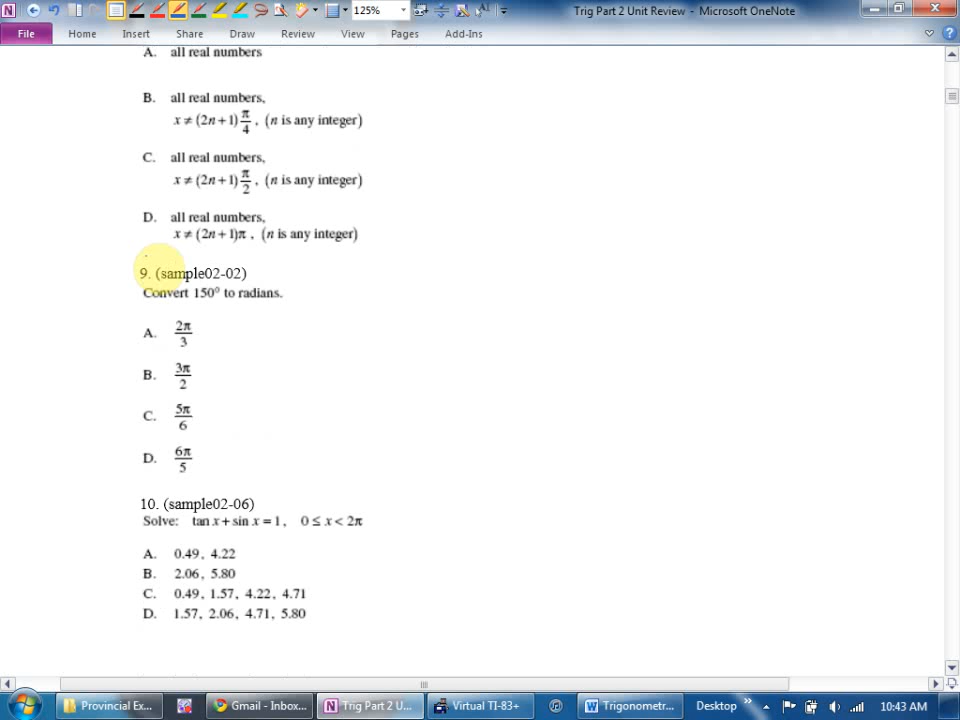 125%
Trig Part 2 Unit Review - Microsoft OneNote
File Home Insert Share Draw Review View Pages Add-Ins
A. all real numbers
B. all real numbers,
x ≠ (2n+1)π/4, (n is any integer)
C. all real numbers,
x ≠ (2n+1)π/2, (n is any integer)
D. all real numbers,
x ≠ (2n+1)π, (n is any integer)
9. (sample02-02)
Convert 150° to radians.
A. 2π/3
B. 3π/2
C. 5π/6
D. 6π/5
10. (sample02-06)
Solve: tan x + sin x = 1, 0 ≤ x < 2π
A. 0.49, 4.22
B. 2.06, 5.80
C. 0.49, 1.57, 4.22, 4.71
D. 1.57, 2.06, 4.71, 5.80
Provincial Ex... Gmail - Inbox... Trig Part 2 U... Virtual TI-83+ Trigonometr... Desktop 10:43 AM